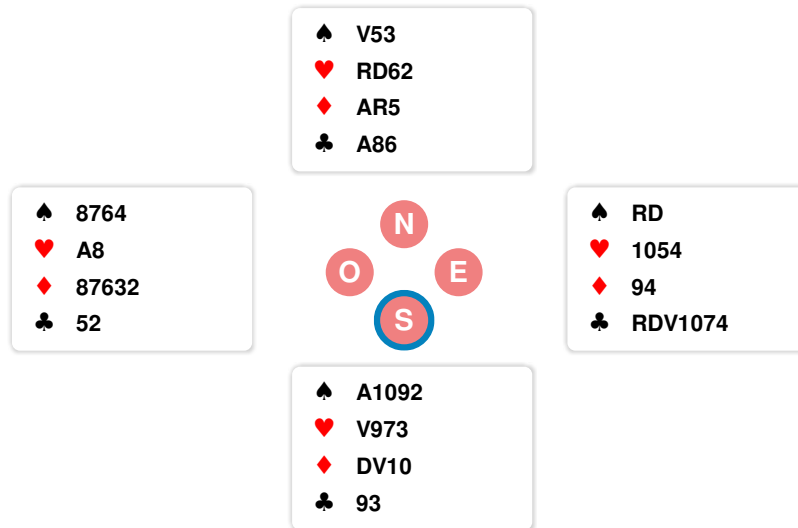 ♠ V53
♥ RD62
♦ AR5
♣ A86
♠ 8764
♥ A8
♦ 87632
♣ 52
N
O E
S
♠ RD
♥ 1054
♦ 94
♣ RDV1074
♠ A1092
♥ V973
♦ DV10
♣ 93